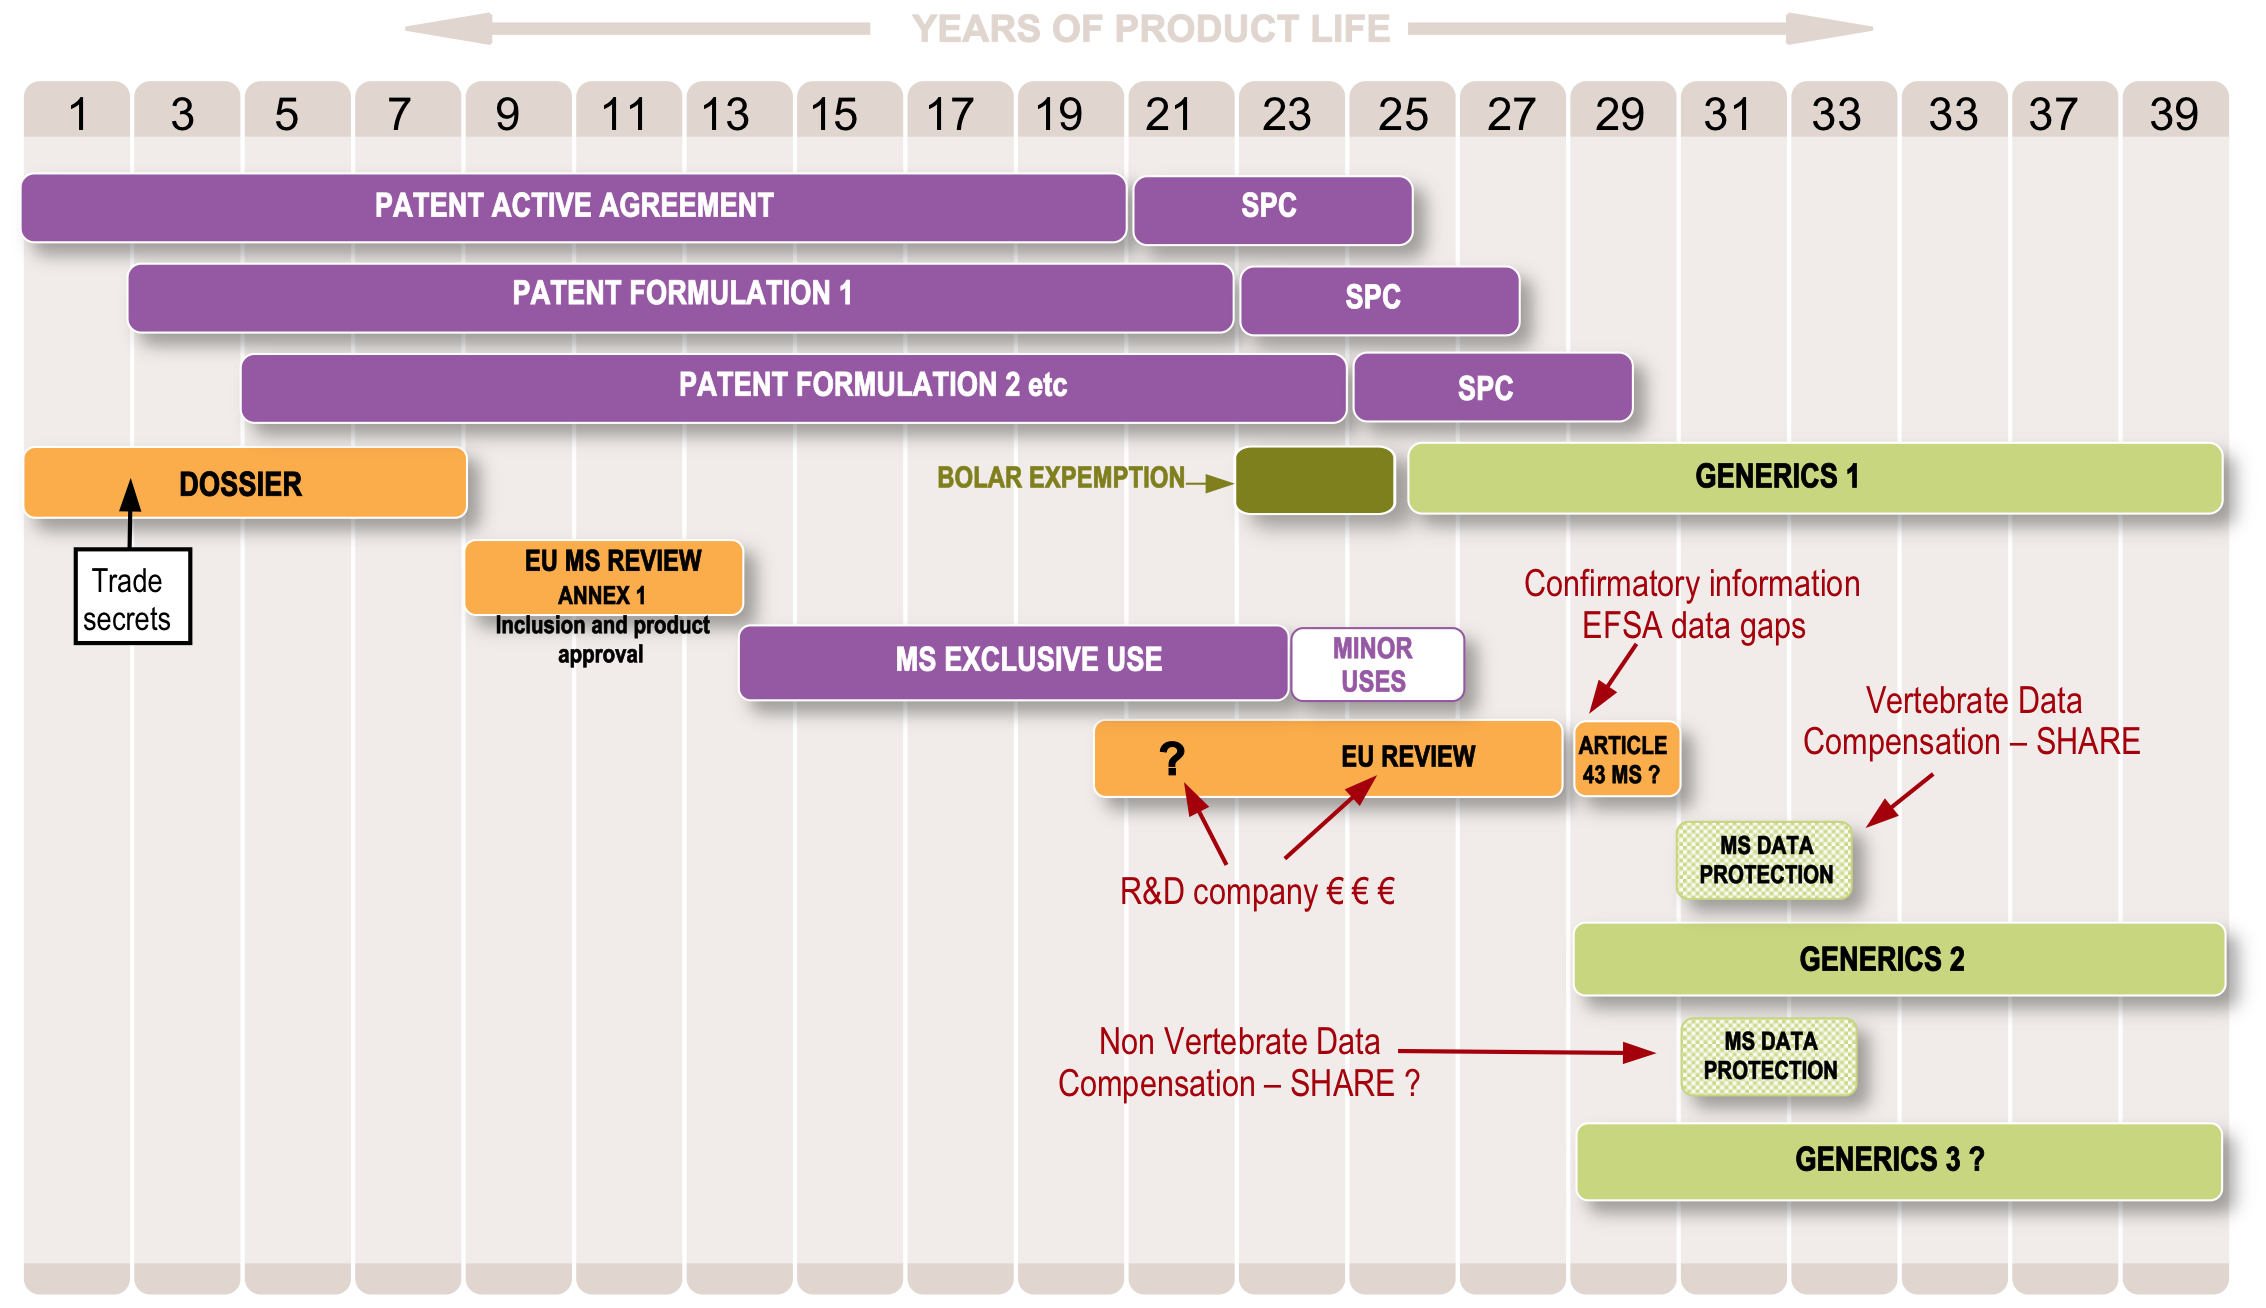 YEARS OF PRODUCT LIFE
1 3 5 7 9 11 13 15 17 19 21 23 25 27 29 31 33 33 37 39
PATENT ACTIVE AGREEMENT
SPC
PATENT FORMULATION 1
SPC
PATENT FORMULATION 2 etc
SPC
DOSSIER
BOLAR EXPEMPTION
GENERICS 1
Trade
secrets
EU MS REVIEW
ANNEX 1
Inclusion and product
approval
Confirmatory information
EFSA data gaps
MS EXCLUSIVE USE
MINOR
USES
Vertebrate Data
Compensation – SHARE
?
EU REVIEW
ARTICLE
43 MS ?
R&D company € € €
MS DATA
PROTECTION
GENERICS 2
Non Vertebrate Data
Compensation – SHARE ?
MS DATA
PROTECTION
GENERICS 3 ?